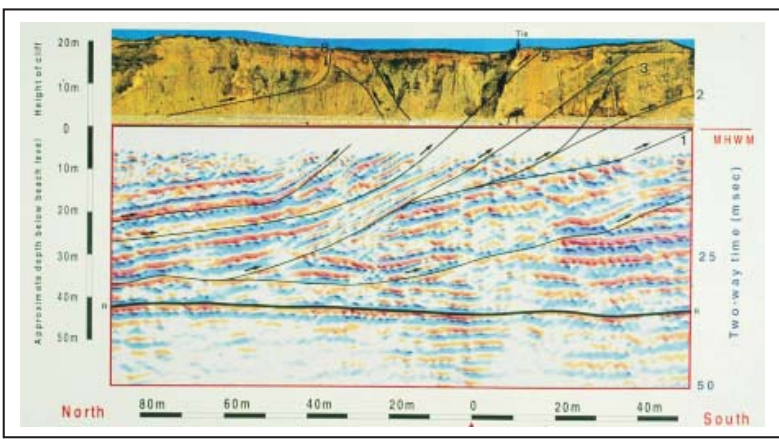 Height of cliff
20m
10m
0
Approximate depth below beach level
10m
20m
30m
40m
50m
Tie
5
4
3
2
1
MHWM
Two-way time (msec)
25
50
R
R
North
80m
60m
40m
20m
0
20m
40m
South